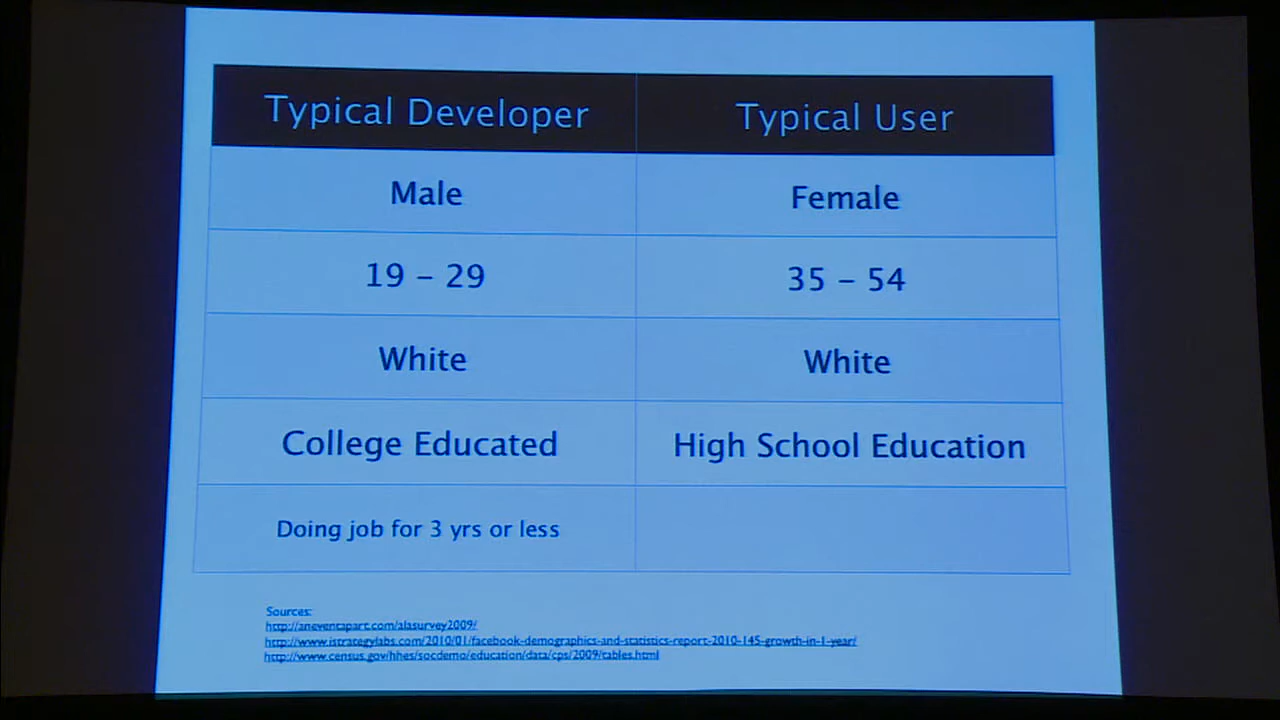 Typical Developer Typical User
Male Female
19 – 29 35 – 54
White White
College Educated High School Education
Doing job for 3 yrs or less
Sources:
http://aneventapart.com/alasurvey2009/
http://www.istrategylabs.com/2010/01/facebook-demographics-and-statistics-report-2010-145-growth-in-1-year/
http://www.census.gov/hhes/socdemo/education/data/cps/2009/tables.html